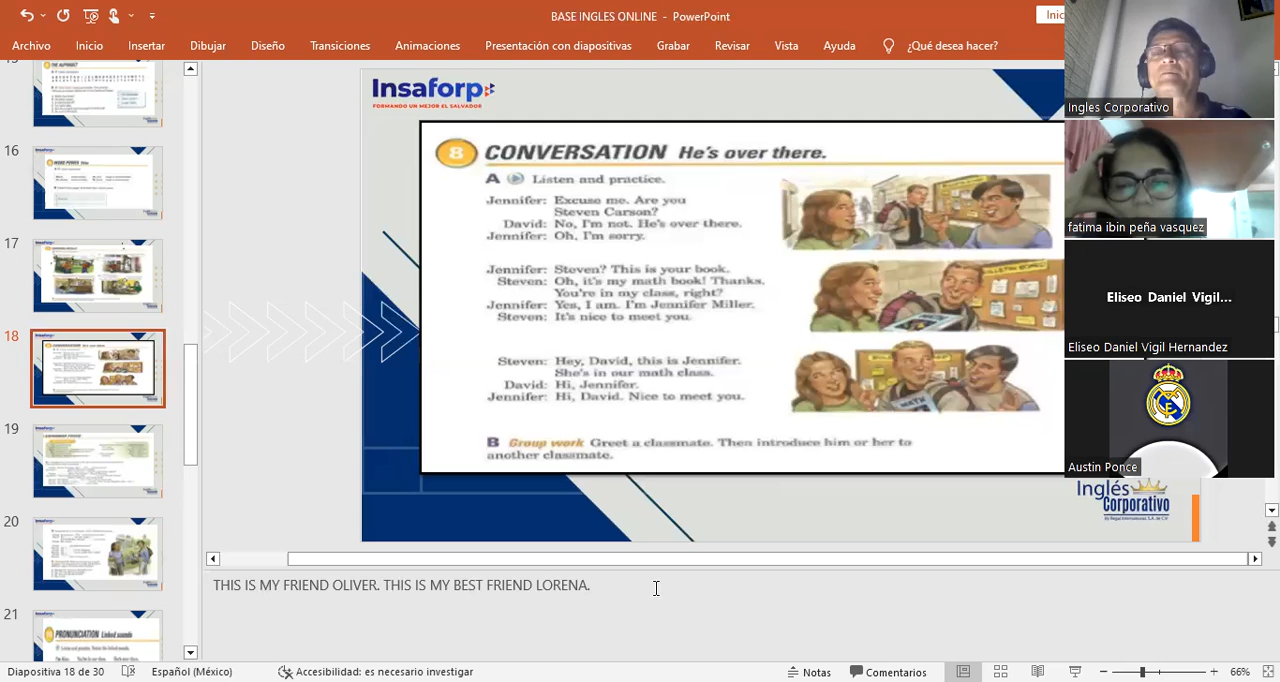 BASE INGLES ONLINE - PowerPoint
Inic
Archivo Inicio Insertar Dibujar Diseño Transiciones Animaciones Presentación con diapositivas Grabar Revisar Vista Ayuda ¿Qué desea hacer?
16
17
18
19
20
21
Insaforp
FORMANDO UN MEJOR EL SALVADOR
8 CONVERSATION He's over there.
A Listen and practice.
Jennifer: Excuse me. Are you
Steven Carson?
David: No, I'm not. He's over there.
Jennifer: Oh, I'm sorry.
Jennifer: Steven? This is your book.
Steven: Oh, it's my math book! Thanks.
You're in my class, right?
Jennifer: Yes, I am. I'm Jennifer Miller.
Steven: It's nice to meet you.
Steven: Hey, David, this is Jennifer.
She's in our math class.
David: Hi, Jennifer.
Jennifer: Hi, David. Nice to meet you.
B Group work Greet a classmate. Then introduce him or her to
another classmate.
Inglés
Corporativo
Ingles Corporativo
fatima ibin peña vasquez
Eliseo Daniel Vigil...
Eliseo Daniel Vigil Hernandez
Austin Ponce
THIS IS MY FRIEND OLIVER. THIS IS MY BEST FRIEND LORENA.
Diapositiva 18 de 30 Español (México) Accesibilidad: es necesario investigar Notas Comentarios 66%